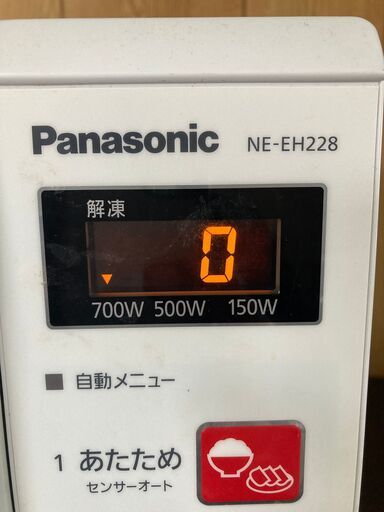 Panasonic NE-EH228
解凍
0
700W 500W 150W
自動メニュー
1 あたため
センサーオート